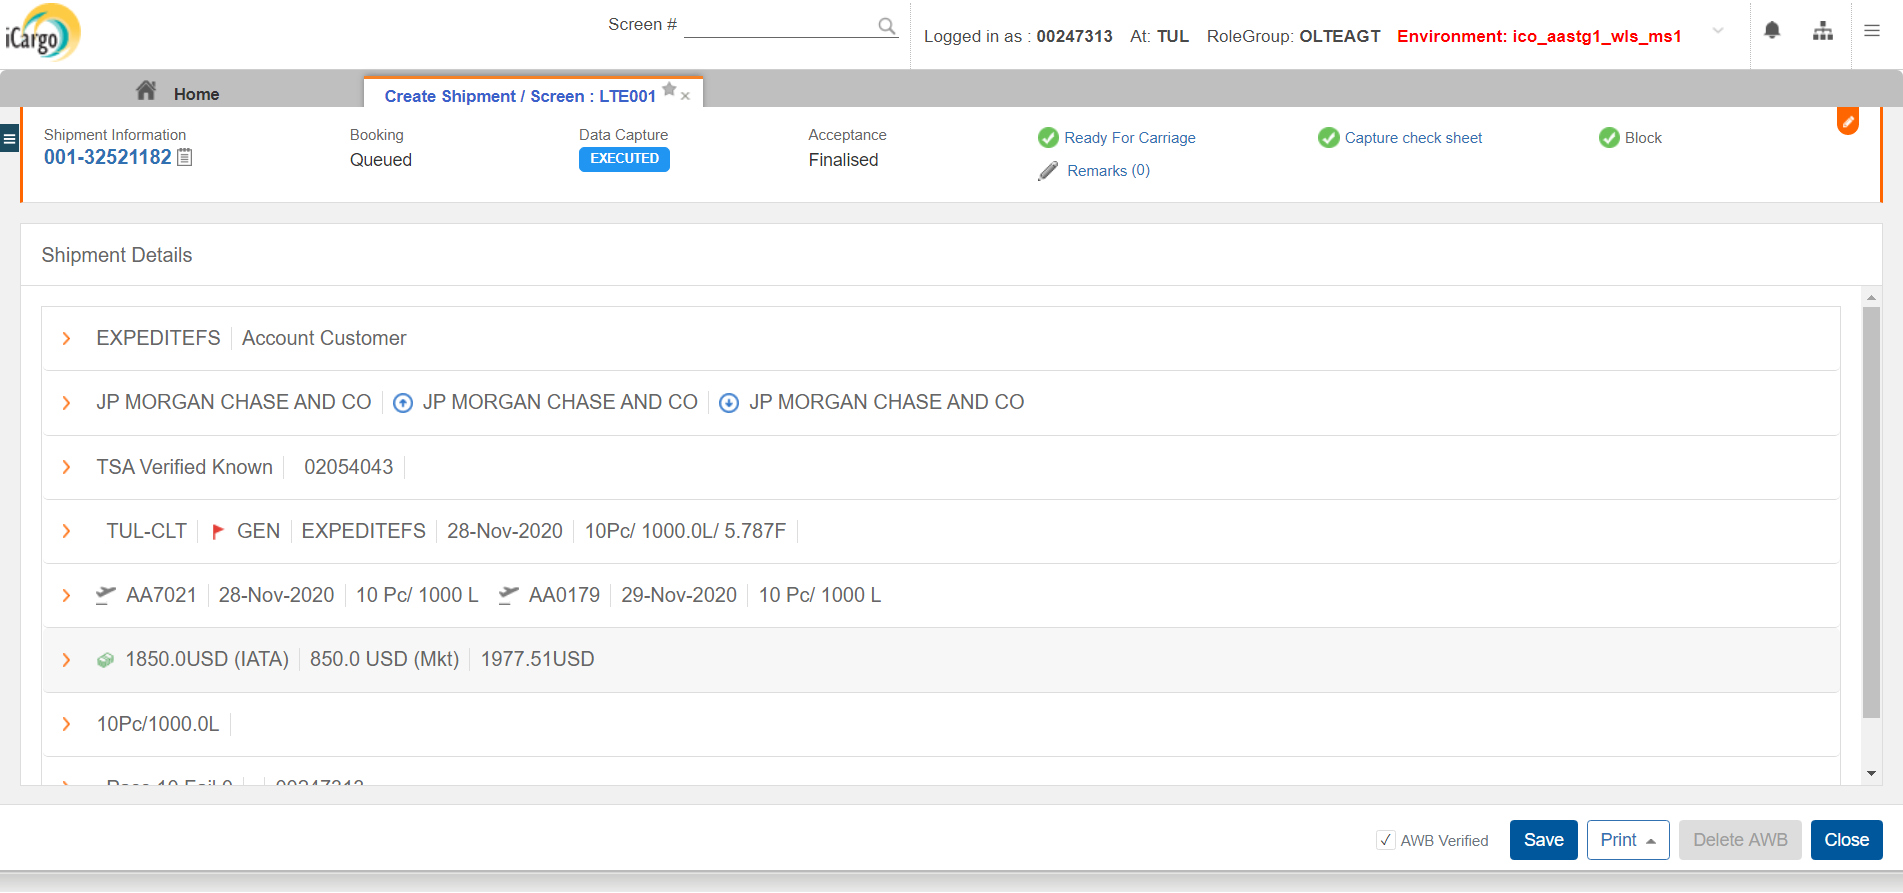 iCargo
Screen #
Logged in as : 00247313 At: TUL RoleGroup: OLTEAGT Environment: ico_aastg1_wls_ms1
Home
Create Shipment / Screen : LTE001
Shipment Information
001-32521182
Booking
Queued
Data Capture
EXECUTED
Acceptance
Finalised
Ready For Carriage
Capture check sheet
Block
Remarks (0)
Shipment Details
EXPEDITEFS Account Customer
JP MORGAN CHASE AND CO JP MORGAN CHASE AND CO JP MORGAN CHASE AND CO
TSA Verified Known 02054043
TUL-CLT GEN EXPEDITEFS 28-Nov-2020 10Pc/ 1000.0L/ 5.787F
AA7021 28-Nov-2020 10 Pc/ 1000 L AA0179 29-Nov-2020 10 Pc/ 1000 L
1850.0USD (IATA) 850.0 USD (Mkt) 1977.51USD
10Pc/1000.0L
Pass 10 Fail 0 00247313
AWB Verified
Save
Print
Delete AWB
Close